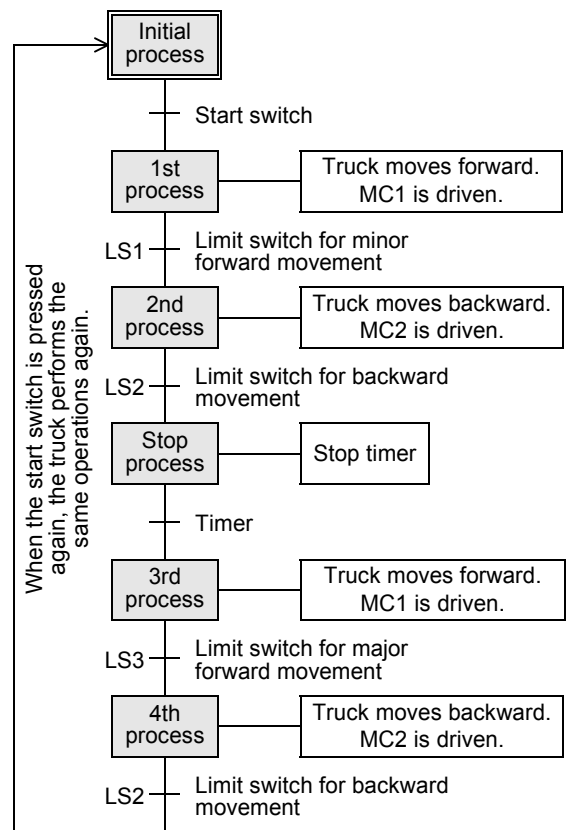 Initial
process
Start switch
1st
process
Truck moves forward.
MC1 is driven.
LS1
Limit switch for minor
forward movement
2nd
process
Truck moves backward.
MC2 is driven.
LS2
Limit switch for backward
movement
Stop
process
Stop timer
Timer
3rd
process
Truck moves forward.
MC1 is driven.
LS3
Limit switch for major
forward movement
4th
process
Truck moves backward.
MC2 is driven.
LS2
Limit switch for backward
movement
When the start switch is pressed
again, the truck performs the
same operations again.